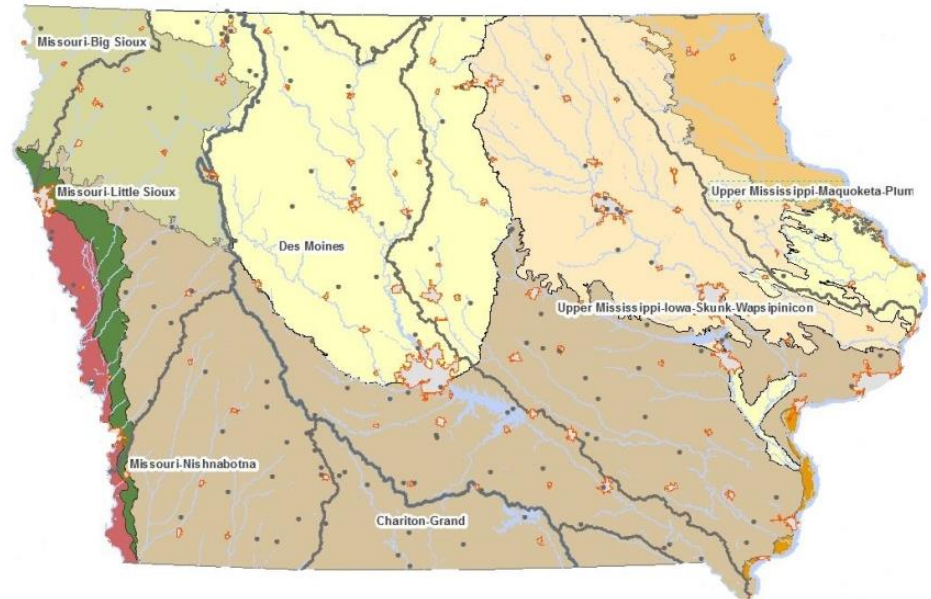 Missouri-Big Sioux
Missouri-Little Sioux
Upper Mississippi-Maquoketa-Plum
Des Moines
Upper Mississippi-Iowa-Skunk-Wapsipinicon
Missouri-Nishnabotna
Chariton-Grand